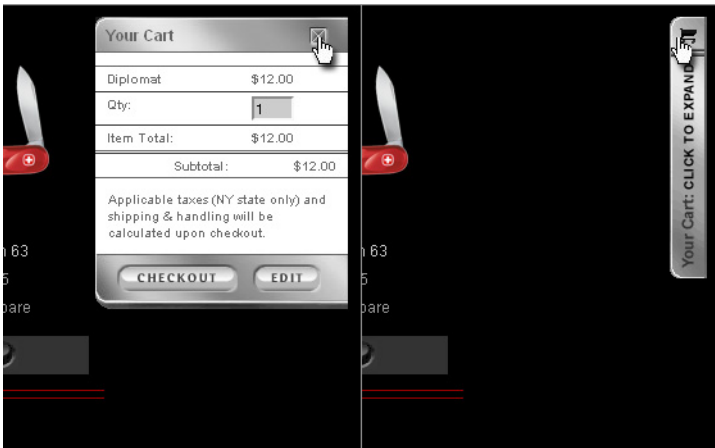 Your Cart
Diplomat $12.00
Qty: 1
Item Total: $12.00
Subtotal: $12.00
Applicable taxes (NY state only) and
shipping & handling will be
calculated upon checkout.
CHECKOUT EDIT
63
5
pare
Your Cart: CLICK TO EXPAND
63
5
pare